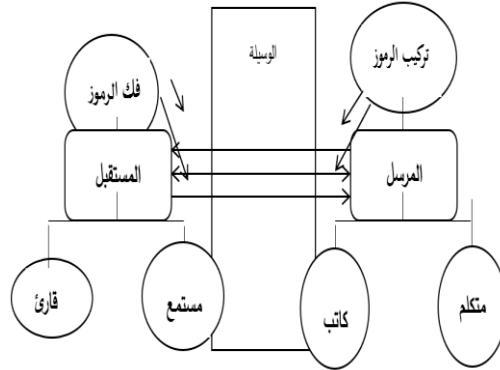 تركيب الرموز
الوسيلة
فك الرموز
المرسل
المستقبل
متكلم
كاتب
مستمع
قارئ